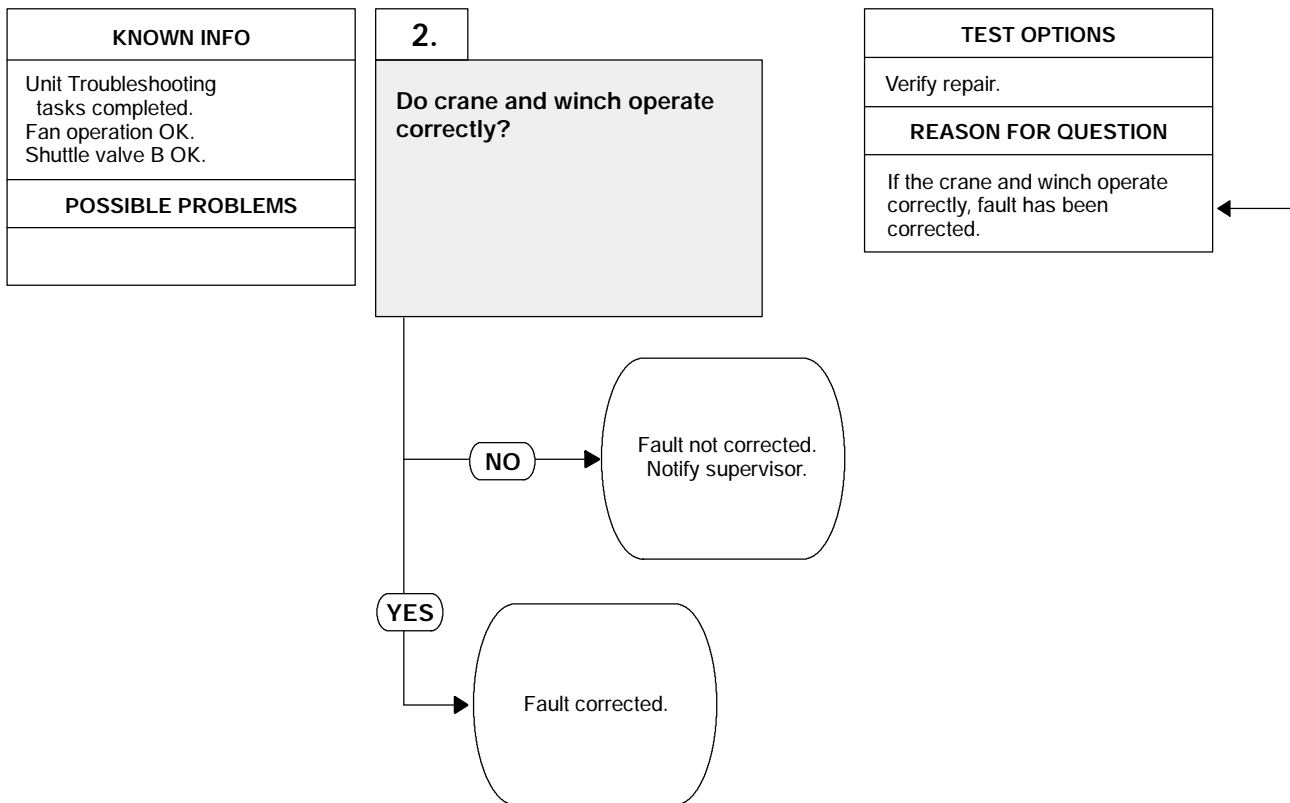 KNOWN INFO
Unit Troubleshooting
tasks completed.
Fan operation OK.
Shuttle valve B OK.
POSSIBLE PROBLEMS
2.
Do crane and winch operate
correctly?
TEST OPTIONS
Verify repair.
REASON FOR QUESTION
If the crane and winch operate
correctly, fault has been
corrected.
NO
Fault not corrected.
Notify supervisor.
YES
Fault corrected.